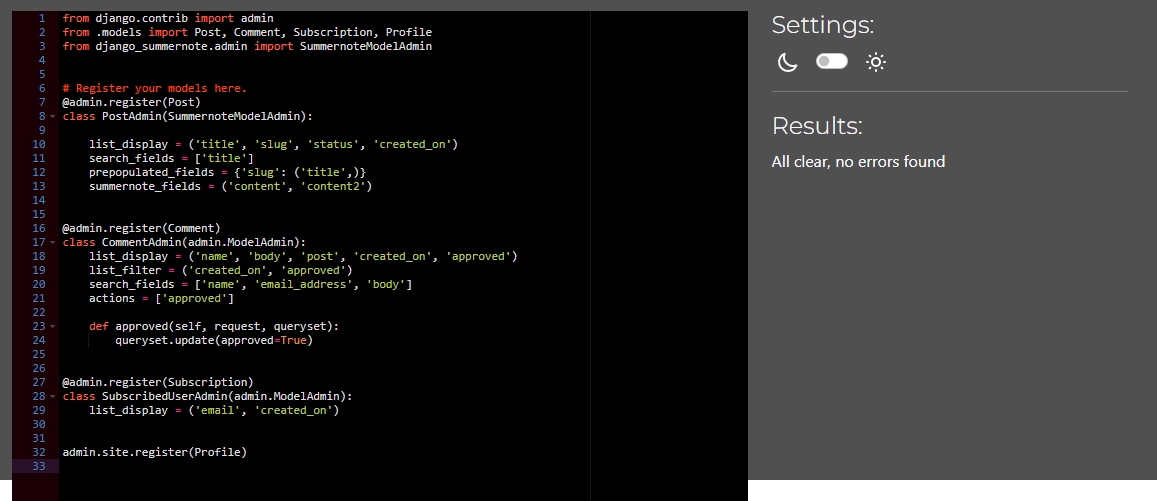 1 from django.contrib import admin
2 from .models import Post, Comment, Subscription, Profile
3 from django_summernote.admin import SummernoteModelAdmin
4
5
6 # Register your models here.
7 @admin.register(Post)
8 class PostAdmin(SummernoteModelAdmin):
9
10     list_display = ('title', 'slug', 'status', 'created_on')
11     search_fields = ['title']
12     prepopulated_fields = {'slug': ('title',)}
13     summernote_fields = ('content', 'content2')
14
15
16 @admin.register(Comment)
17 class CommentAdmin(admin.ModelAdmin):
18     list_display = ('name', 'body', 'post', 'created_on', 'approved')
19     list_filter = ('created_on', 'approved')
20     search_fields = ['name', 'email_address', 'body']
21     actions = ['approved']
22
23     def approved(self, request, queryset):
24         queryset.update(approved=True)
25
26
27 @admin.register(Subscription)
28 class SubscribedUserAdmin(admin.ModelAdmin):
29     list_display = ('email', 'created_on')
30
31
32 admin.site.register(Profile)
33
Settings:
Results:
All clear, no errors found